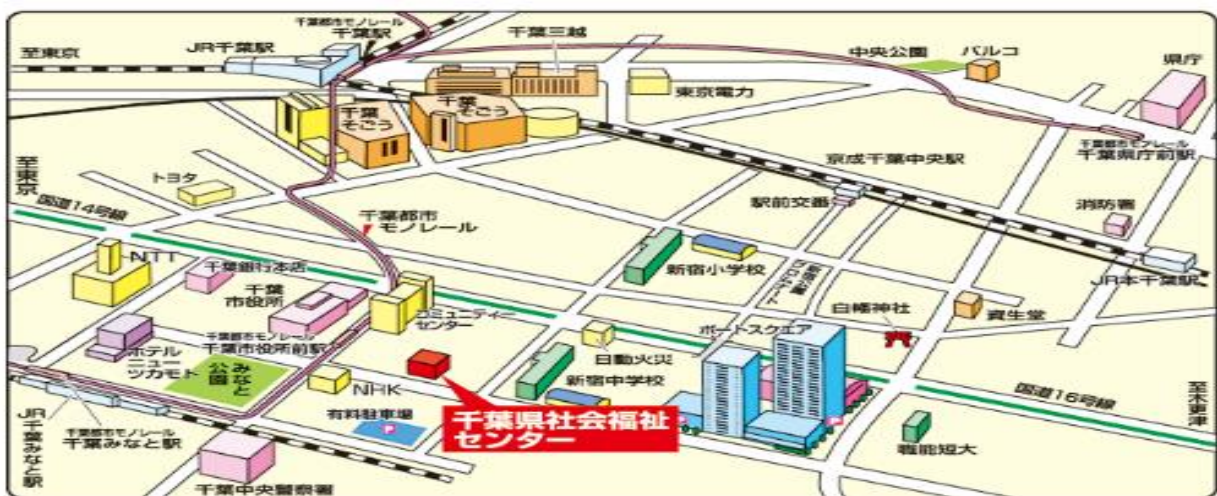 千葉都市モノレール
千葉駅
JR千葉駅
至東京
千葉三越
中央公園
パルコ
県庁
東京電力
千葉
そごう
千葉
そごう
千葉都市モノレール
千葉県庁前駅
京成千葉中央駅
至東京
トヨタ
国道14号線
駅前交番
消防署
千葉都市
モノレール
NTT
千葉銀行本店
新宿小学校
JR本千葉駅
千葉
市役所
コミュニティー
センター
白幡神社
資生堂
ポートスクエア
千葉都市モノレール
千葉市役所前駅
ホテル
ニュー
ツカモト
みなと
公園
日動火災
新宿中学校
NHK
国道16号線
至木更津
有料駐車場
P
千葉県社会福祉
センター
P
JR
千葉みなと駅
千葉都市モノレール
千葉みなと駅
職能短大
千葉中央警察署